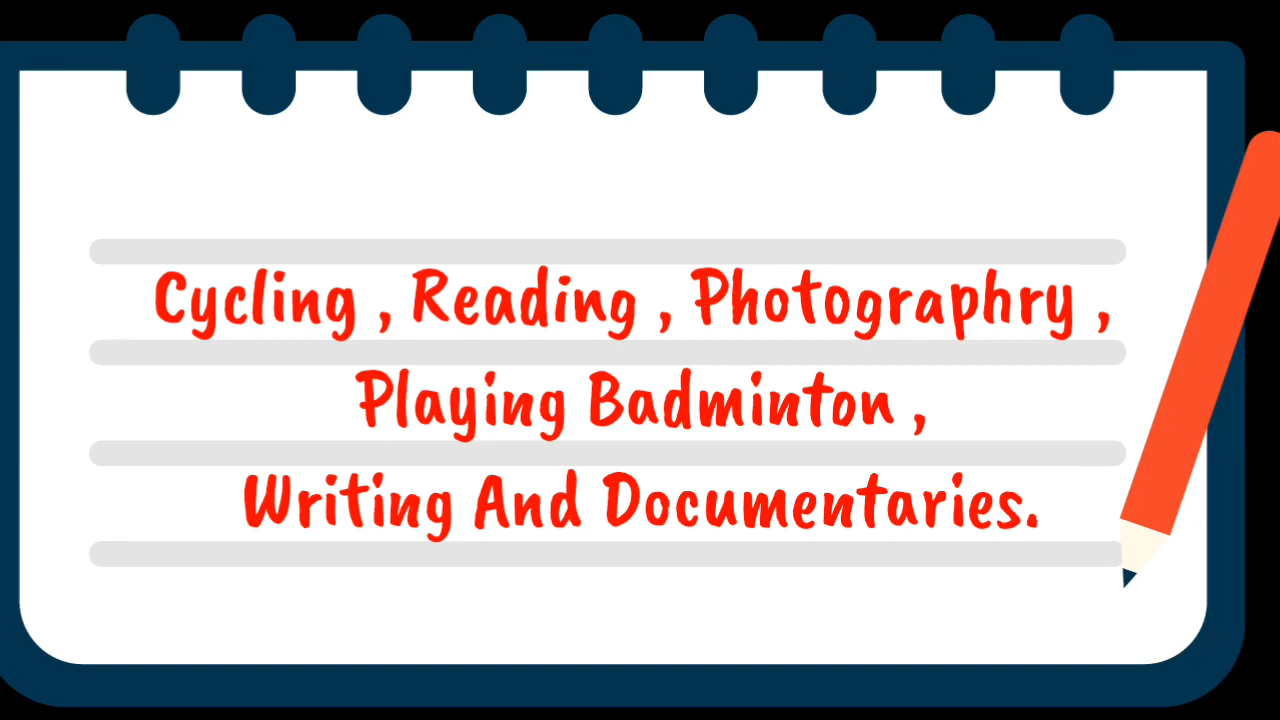 Cycling , Reading , Photographry ,
Playing Badminton ,
Writing And Documentaries.